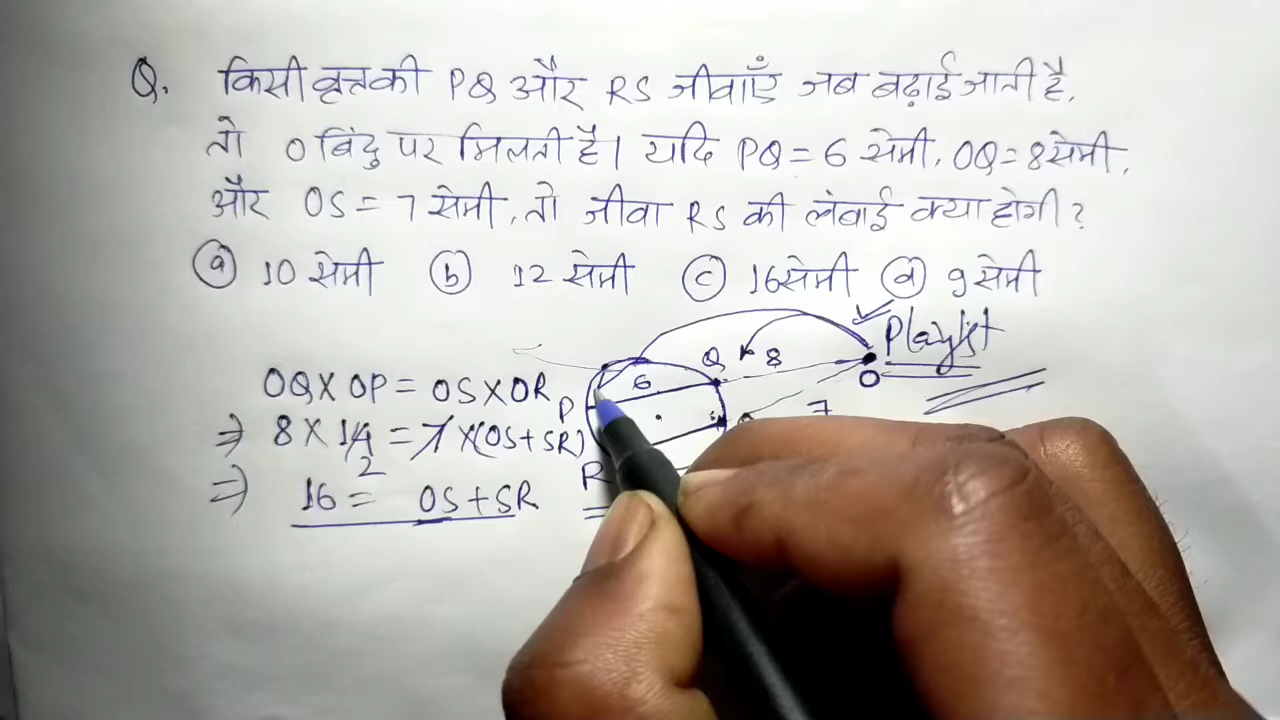 Q. किसी वृत्त की PQ और RS जीवाएँ जब बढ़ाई जाती है,
तो O बिंदु पर मिलती है। यदि PQ = 6 सेमी, OQ = 8 सेमी,
और OS = 7 सेमी, तो जीवा RS की लंबाई क्या होगी?
(a) 10 सेमी (b) 12 सेमी (c) 16 सेमी (d) 9 सेमी
Playlist
Q 8
O
6
OQ × OP = OS × OR
P
7
⇒ 8 × 14 = 7 × (OS + SR)
2
R
⇒ 16 = OS + SR